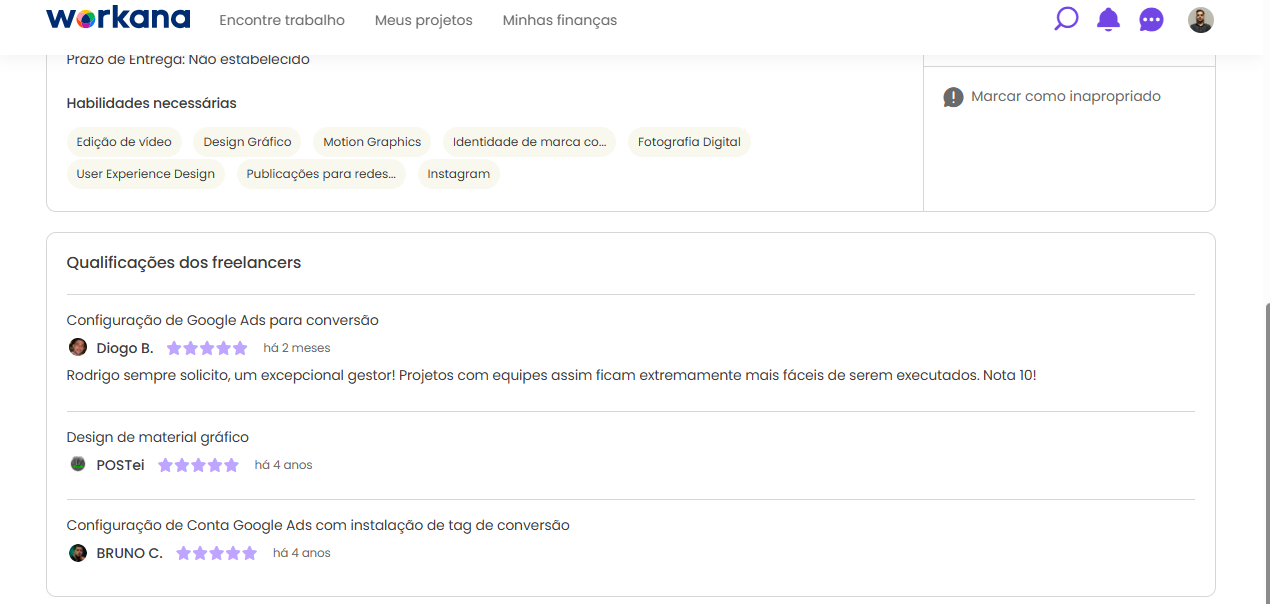 workana Encontre trabalho Meus projetos Minhas finanças
Prazo de Entrega: Não estabelecido
Habilidades necessárias
Edição de vídeo Design Gráfico Motion Graphics Identidade de marca co... Fotografia Digital
User Experience Design Publicações para redes... Instagram
Marcar como inapropriado
Qualificações dos freelancers
Configuração de Google Ads para conversão
Diogo B. há 2 meses
Rodrigo sempre solicito, um excepcional gestor! Projetos com equipes assim ficam extremamente mais fáceis de serem executados. Nota 10!
Design de material gráfico
POSTei há 4 anos
Configuração de Conta Google Ads com instalação de tag de conversão
BRUNO C. há 4 anos